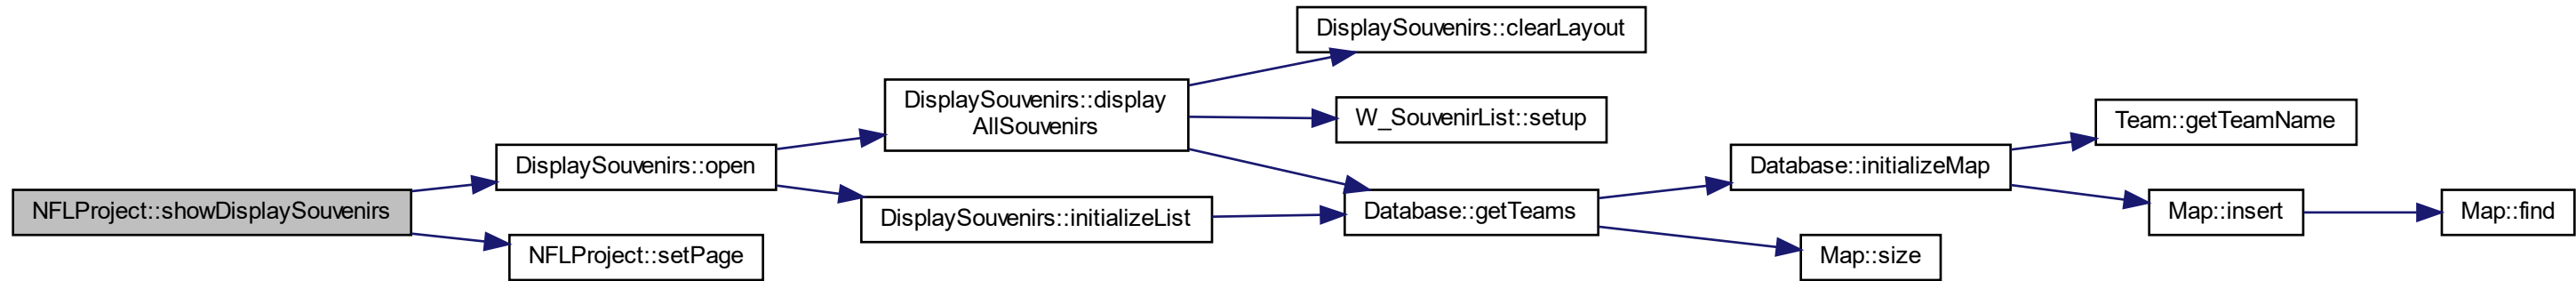 NFLProject::showDisplaySouvenirs
DisplaySouvenirs::open
NFLProject::setPage
DisplaySouvenirs::display
AllSouvenirs
DisplaySouvenirs::initializeList
DisplaySouvenirs::clearLayout
W_SouvenirList::setup
Database::getTeams
Database::initializeMap
Map::size
Team::getTeamName
Map::insert
Map::find